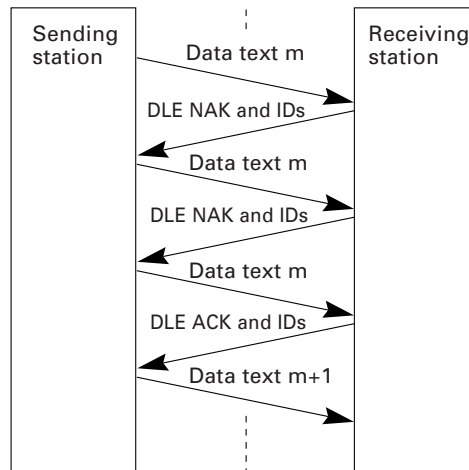 Sending
station
Receiving
station
Data text m
DLE NAK and IDs
Data text m
DLE NAK and IDs
Data text m
DLE ACK and IDs
Data text m+1